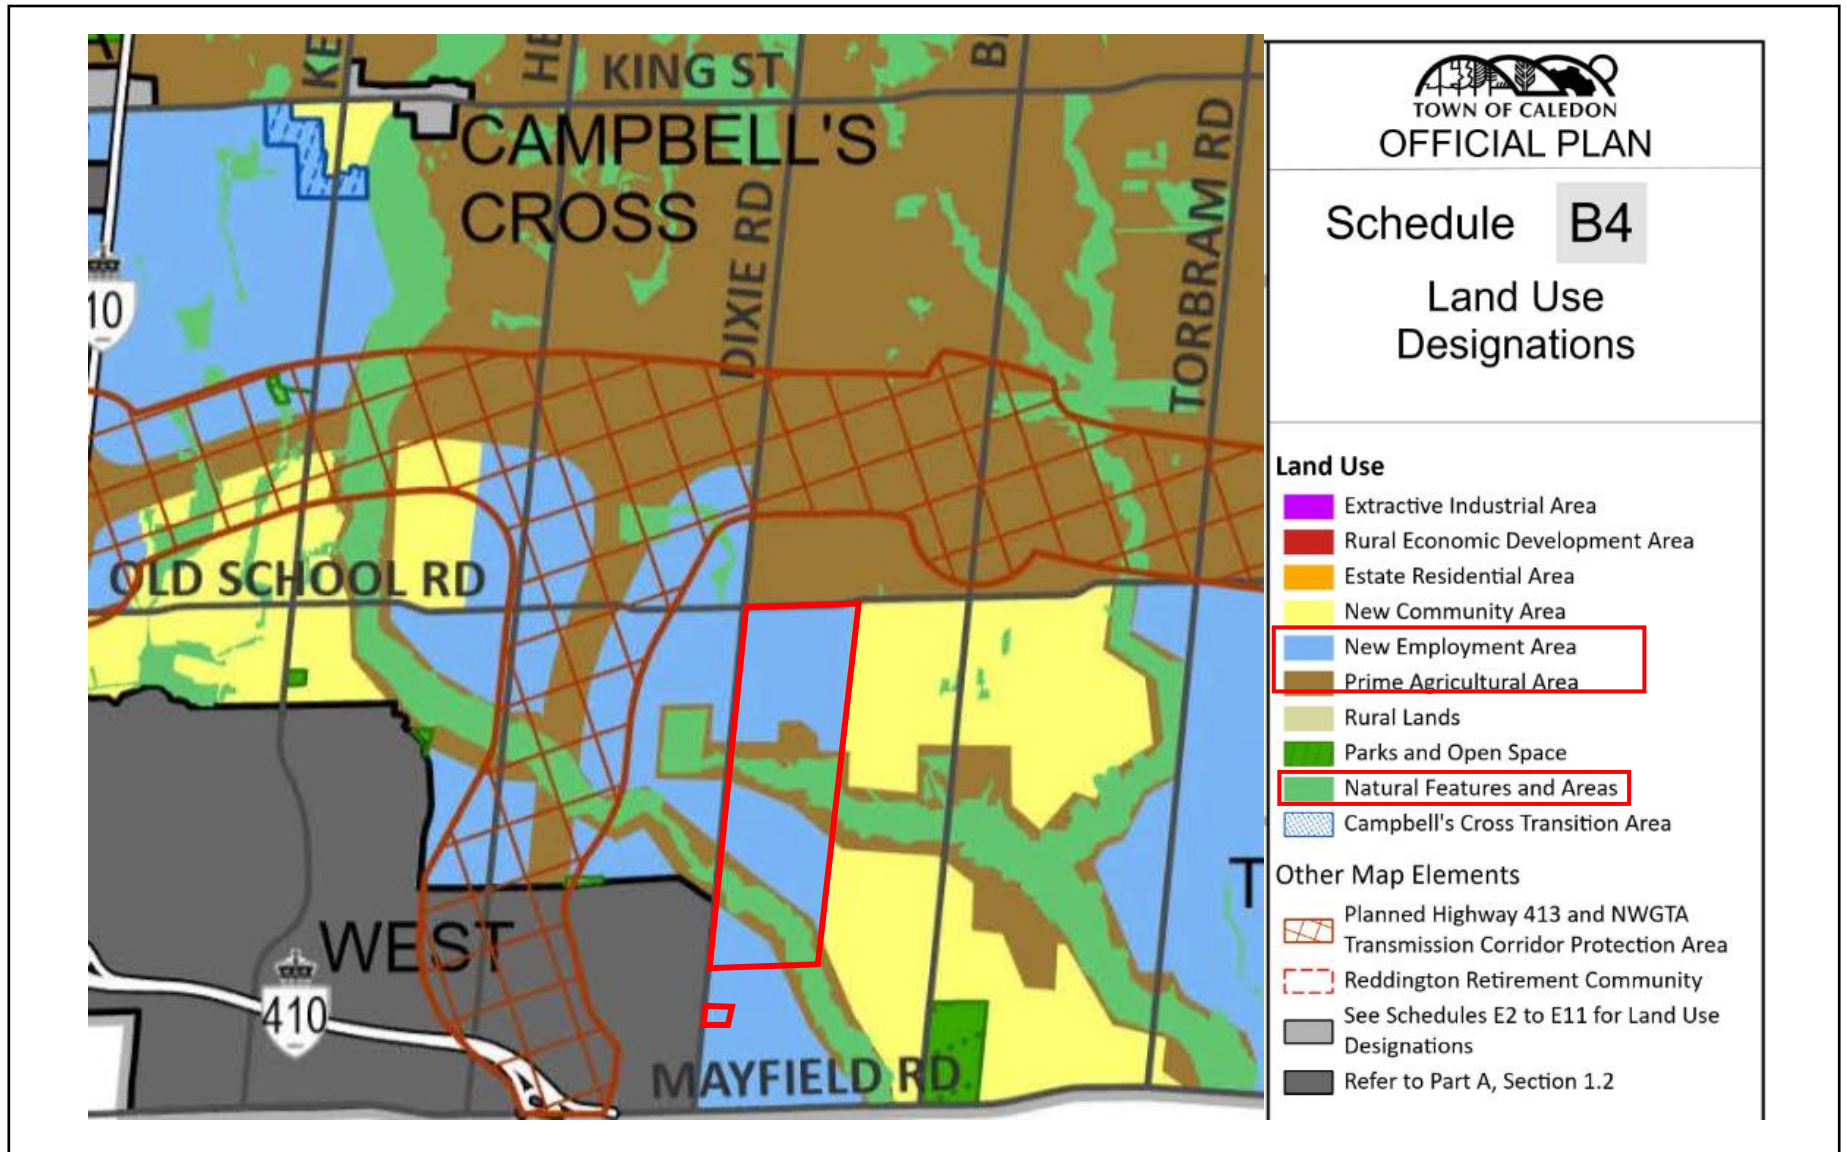 KING ST
CAMPBELL'S
CROSS
DIXIE RD
TORBRAM RD
10
OLD SCHOOL RD
WEST
410
MAYFIELD RD
TOWN OF CALEDON
OFFICIAL PLAN
Schedule B4
Land Use
Designations
Land Use
Extractive Industrial Area
Rural Economic Development Area
Estate Residential Area
New Community Area
New Employment Area
Prime Agricultural Area
Rural Lands
Parks and Open Space
Natural Features and Areas
Campbell's Cross Transition Area
Other Map Elements
Planned Highway 413 and NWGTA
Transmission Corridor Protection Area
Reddington Retirement Community
See Schedules E2 to E11 for Land Use
Designations
Refer to Part A, Section 1.2